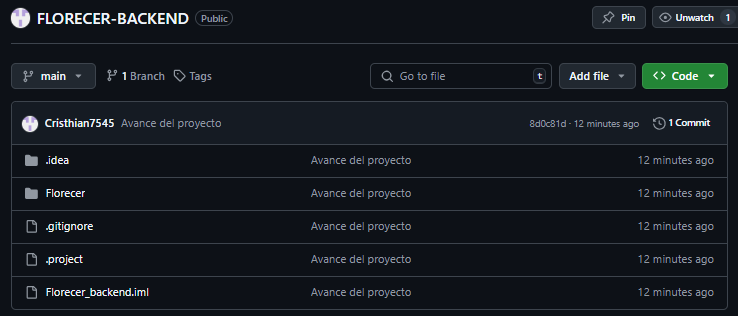 FLORECER-BACKEND Public Pin Unwatch 1
main 1 Branch Tags Go to file t Add file <> Code
Cristhian7545 Avance del proyecto 8d0c81d · 12 minutes ago 1 Commit
.idea Avance del proyecto 12 minutes ago
Florecer Avance del proyecto 12 minutes ago
.gitignore Avance del proyecto 12 minutes ago
.project Avance del proyecto 12 minutes ago
Florecer_backend.iml Avance del proyecto 12 minutes ago